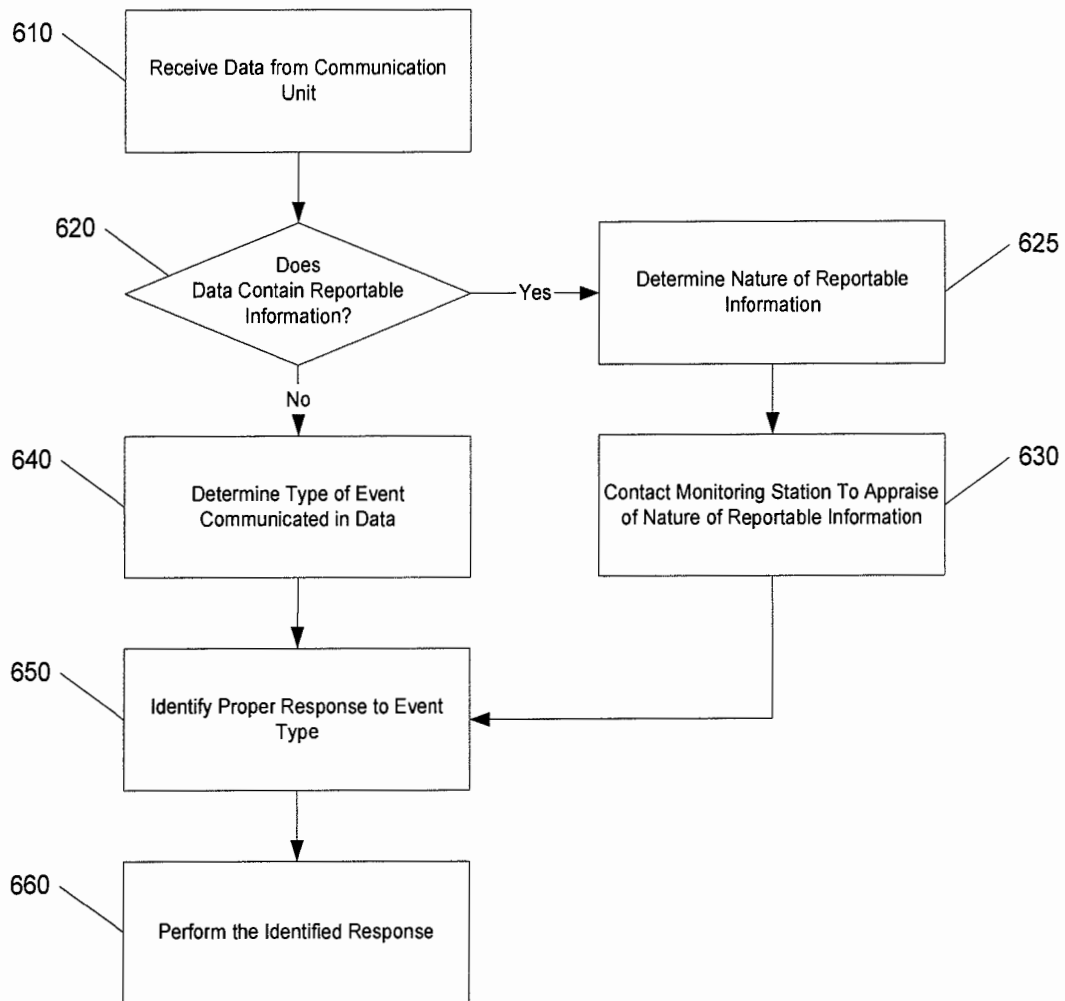 610
Receive Data from Communication
Unit
620
Does
Data Contain Reportable
Information?
Yes
Determine Nature of Reportable
Information
625
No
640
Determine Type of Event
Communicated in Data
Contact Monitoring Station To Appraise
of Nature of Reportable Information
630
650
Identify Proper Response to Event
Type
660
Perform the Identified Response